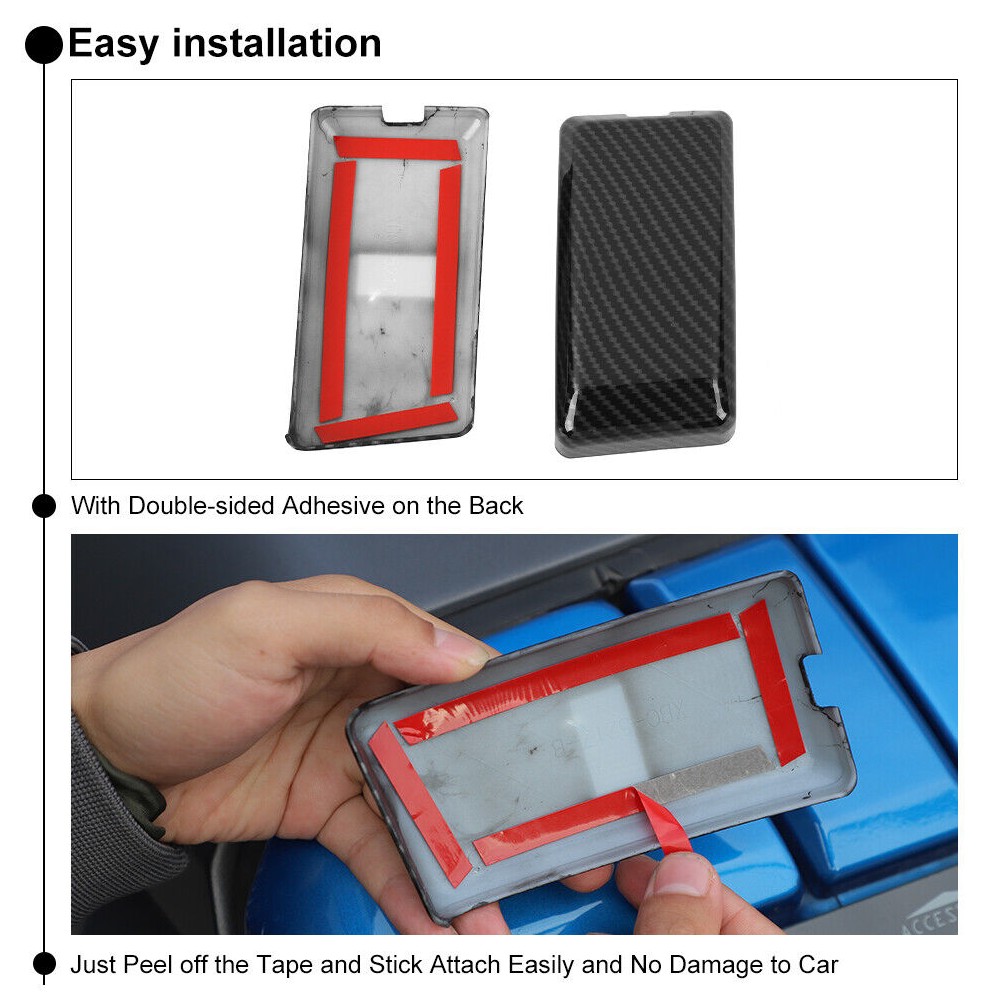 Easy installation
With Double-sided Adhesive on the Back
Just Peel off the Tape and Stick Attach Easily and No Damage to Car